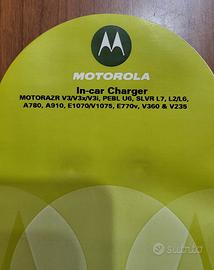 MOTOROLA
In-car Charger
MOTORAZR V3/V3x/V3i, PEBL U6, SLVR L7, L2/L6,
A780, A910, E1070/V1075, E770v, V360 & V235
subito